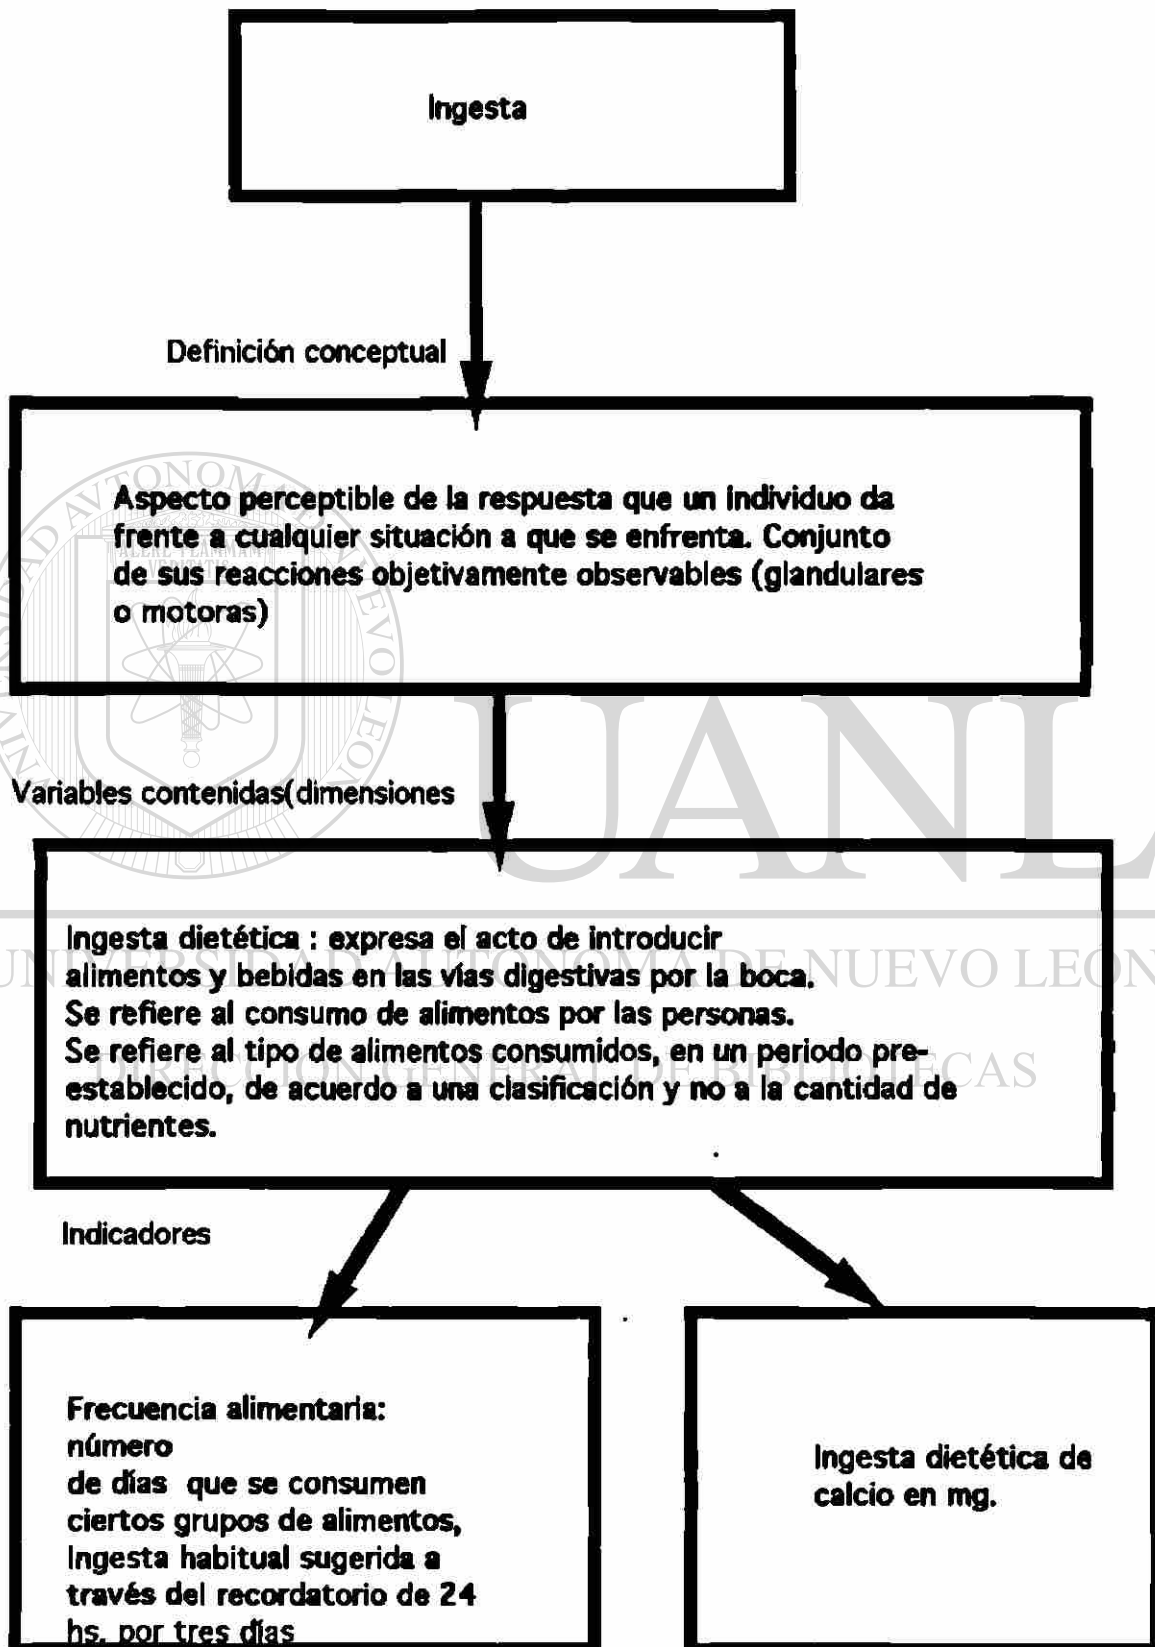 Ingesta
Definición conceptual
Aspecto perceptible de la respuesta que un individuo da
frente a cualquier situación a que se enfrenta. Conjunto
de sus reacciones objetivamente observables (glandulares
o motoras)
Variables contenidas(dimensiones
Ingesta dietética : expresa el acto de introducir
alimentos y bebidas en las vías digestivas por la boca.
Se refiere al consumo de alimentos por las personas.
Se refiere al tipo de alimentos consumidos, en un periodo pre-
establecido, de acuerdo a una clasificación y no a la cantidad de
nutrientes.
Indicadores
Frecuencia alimentaria:
número
de días que se consumen
ciertos grupos de alimentos,
Ingesta habitual sugerida a
través del recordatorio de 24
hs. por tres días
Ingesta dietética de
calcio en mg.
UANL
UNIVERSIDAD AUTÓNOMA DE NUEVO LEÓN
DIRECCIÓN GENERAL DE BIBLIOTECAS
ALERE FLAMMAM
VERITATIS